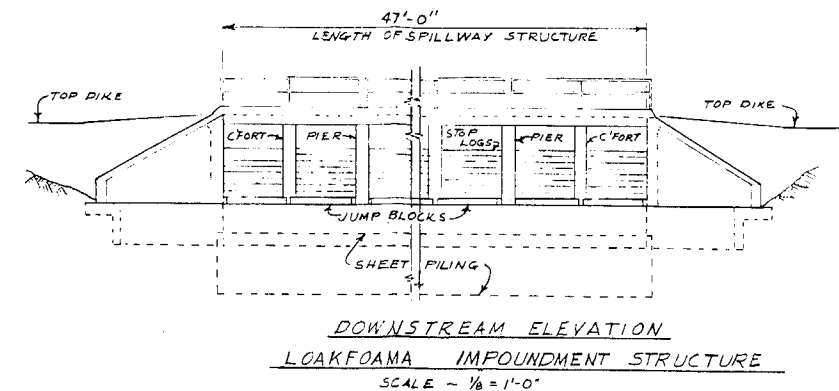 47'-0"
LENGTH OF SPILLWAY STRUCTURE
TOP DIKE
TOP DIKE
C'FORT
PIER
STOP
LOGS
PIER
C'FORT
JUMP BLOCKS
SHEET PILING
DOWNSTREAM ELEVATION
LOAKFOAMA IMPOUNDMENT STRUCTURE
SCALE ~ 1/8 = 1'-0"